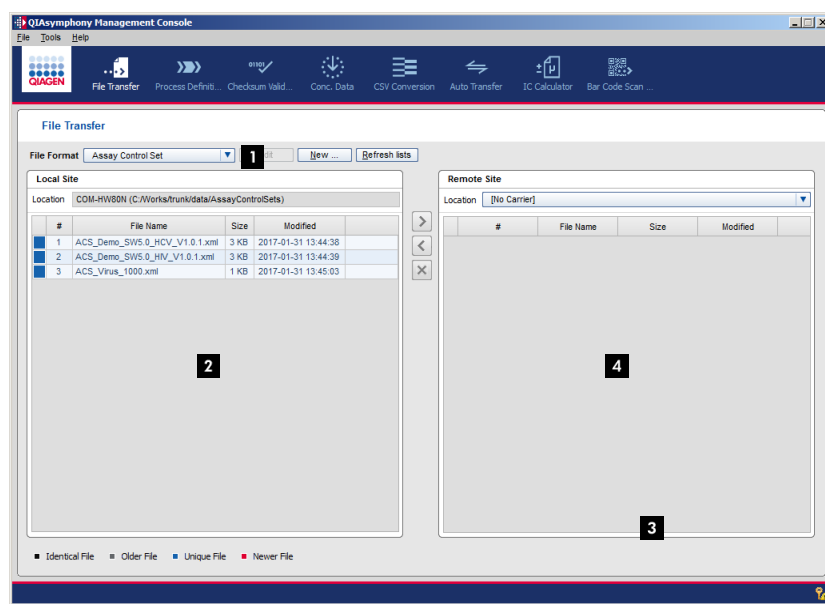 QIAsymphony Management Console
File Tools Help
QIAGEN
File Transfer Process Definiti... Checksum Valid... Conc. Data CSV Conversion Auto Transfer IC Calculator Bar Code Scan ...
File Transfer
File Format Assay Control Set 1 New ... Refresh lists
Local Site
Location COM-HW80N (C:/Works/trunk/data/AssayControlSets)
# File Name Size Modified
1 ACS_Demo_SW5.0_HCV_V1.0.1.xml 3 KB 2017-01-31 13:44:38
2 ACS_Demo_SW5.0_HIV_V1.0.1.xml 3 KB 2017-01-31 13:44:39
3 ACS_Virus_1000.xml 1 KB 2017-01-31 13:45:03
2
Remote Site
Location [No Carrier]
# File Name Size Modified
4
3
Identical File Older File Unique File Newer File